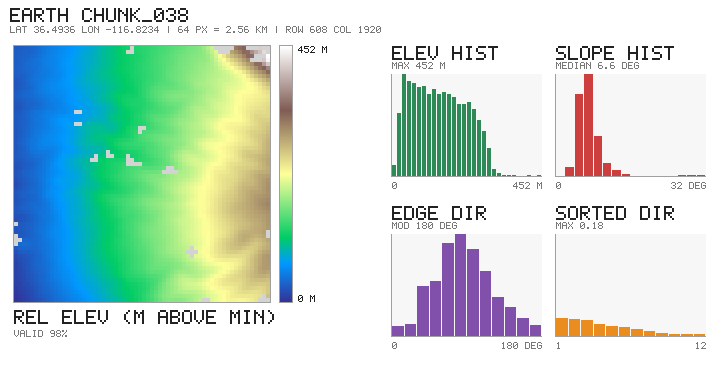 EARTH CHUNK_038
LAT 36.4936 LON -116.8234 | 64 PX = 2.56 KM | ROW 608 COL 1920
452 M
0 M
REL ELEV (M ABOVE MIN)
VALID 98%
ELEV HIST
MAX 452 M
0 452 M
SLOPE HIST
MEDIAN 6.6 DEG
0 32 DEG
EDGE DIR
MOD 180 DEG
0 180 DEG
SORTED DIR
MAX 0.18
1 12